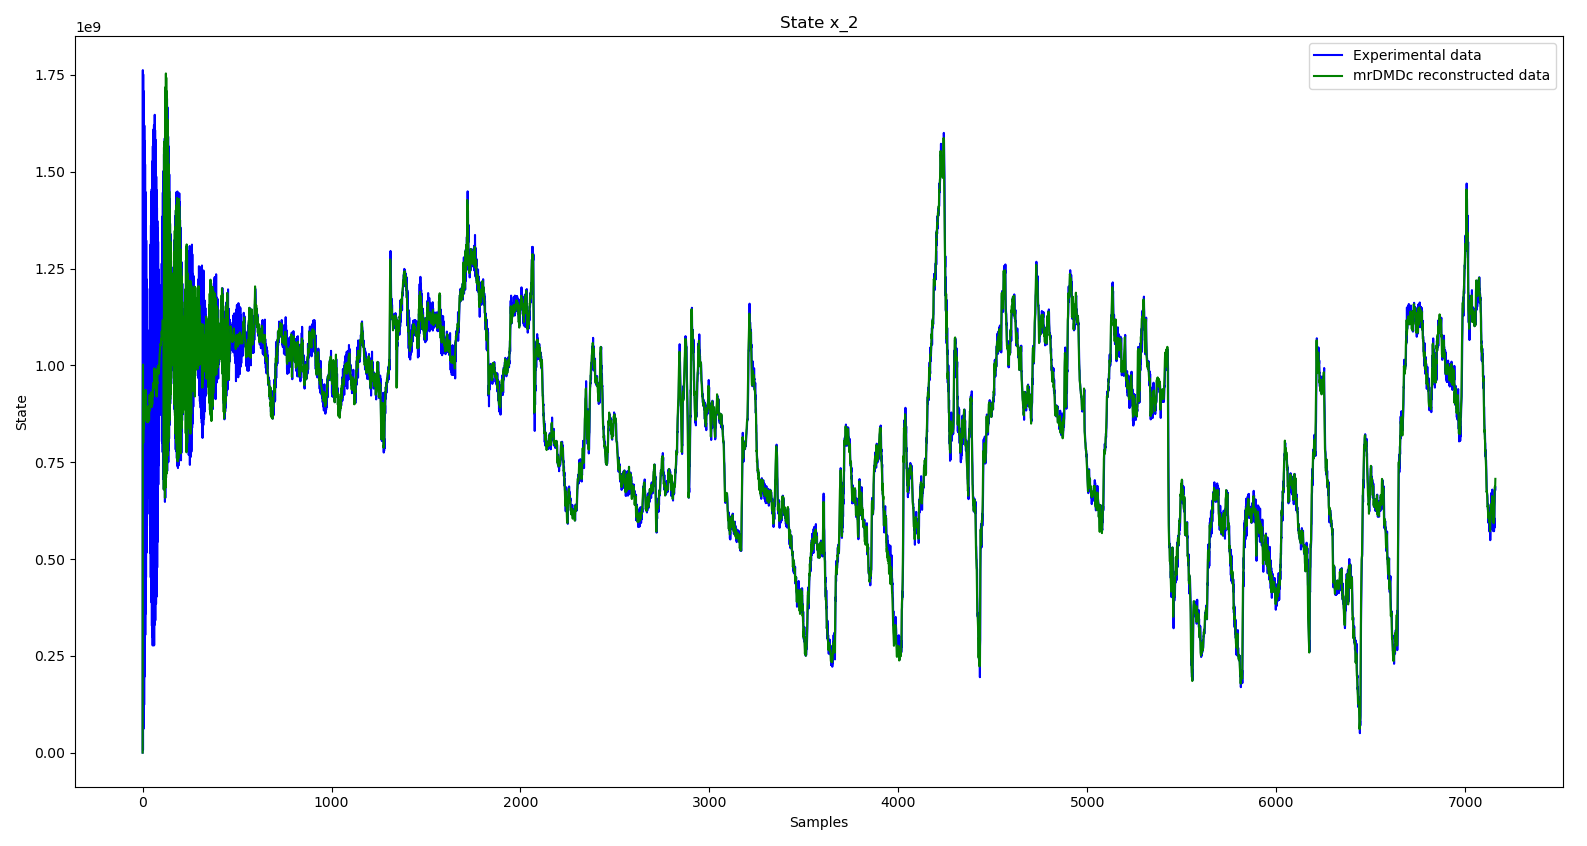 State x_2
1e9
Experimental data
mrDMDc reconstructed data
1.75
1.50
1.25
1.00
0.75
0.50
0.25
0.00
State
0 1000 2000 3000 4000 5000 6000 7000
Samples